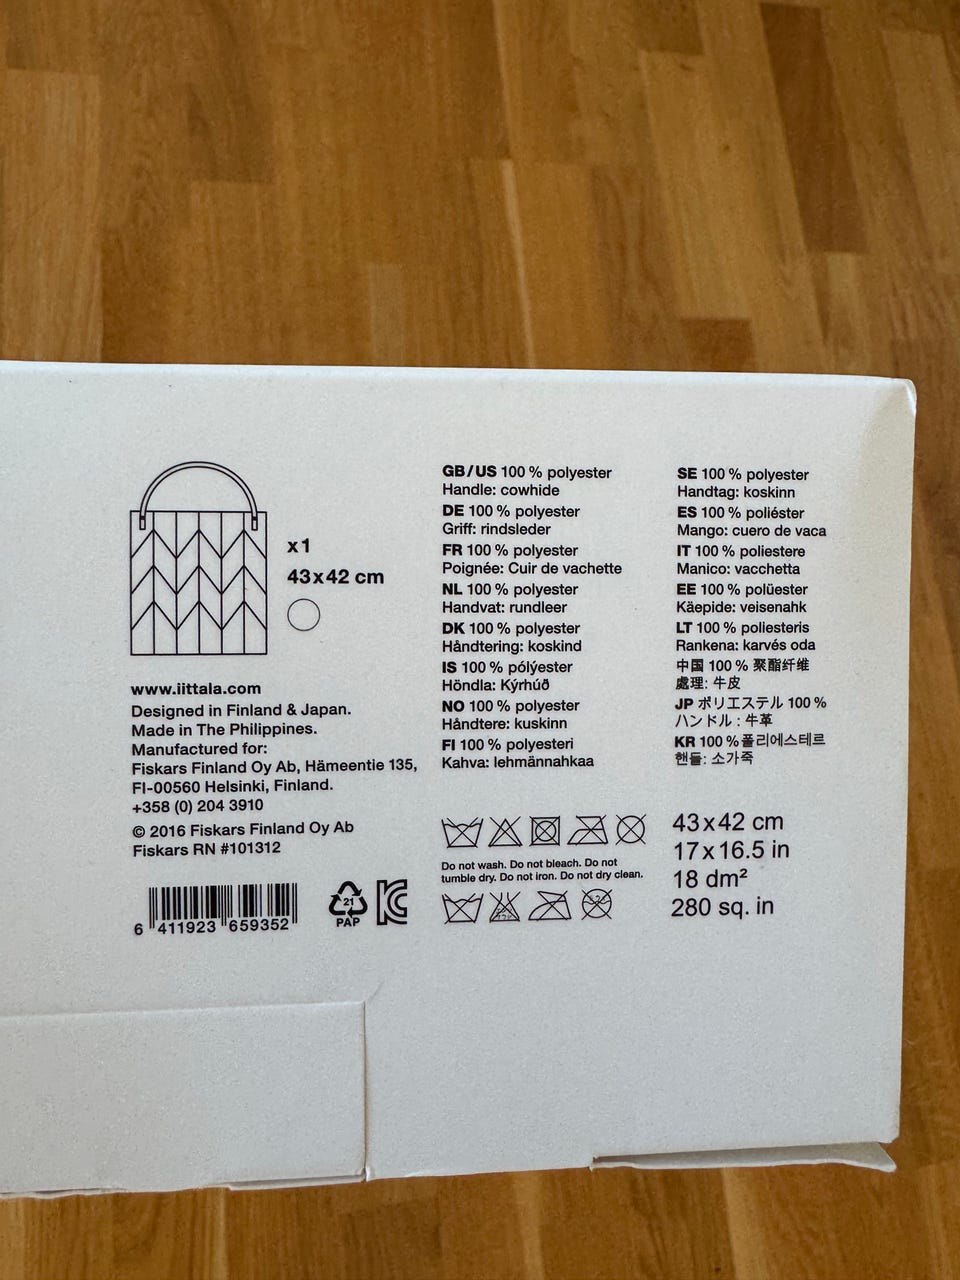 x1
43x42 cm
www.iittala.com
Designed in Finland & Japan.
Made in The Philippines.
Manufactured for:
Fiskars Finland Oy Ab, Hämeentie 135,
FI-00560 Helsinki, Finland.
+358 (0) 204 3910
© 2016 Fiskars Finland Oy Ab
Fiskars RN #101312
6 411923 659352
21
PAP
GB/US 100 % polyester
Handle: cowhide
DE 100 % polyester
Griff: rindsleder
FR 100 % polyester
Poignée: Cuir de vachette
NL 100 % polyester
Handvat: rundleer
DK 100 % polyester
Håndtering: koskind
IS 100 % pólýester
Höndla: Kýrhúð
NO 100 % polyester
Håndtere: kuskinn
FI 100 % polyesteri
Kahva: lehmännahkaa
SE 100 % polyester
Handtag: koskinn
ES 100 % poliéster
Mango: cuero de vaca
IT 100 % poliestere
Manico: vacchetta
EE 100 % polüester
Käepide: veisenahk
LT 100 % poliesteris
Rankena: karvés oda
中国 100 % 聚酯纤维
處理: 牛皮
JP ポリエステル 100 %
ハンドル : 牛革
KR 100 % 폴리에스테르
핸들: 소가죽
Do not wash. Do not bleach. Do not
tumble dry. Do not iron. Do not dry clean.
43x42 cm
17x16.5 in
18 dm²
280 sq. in